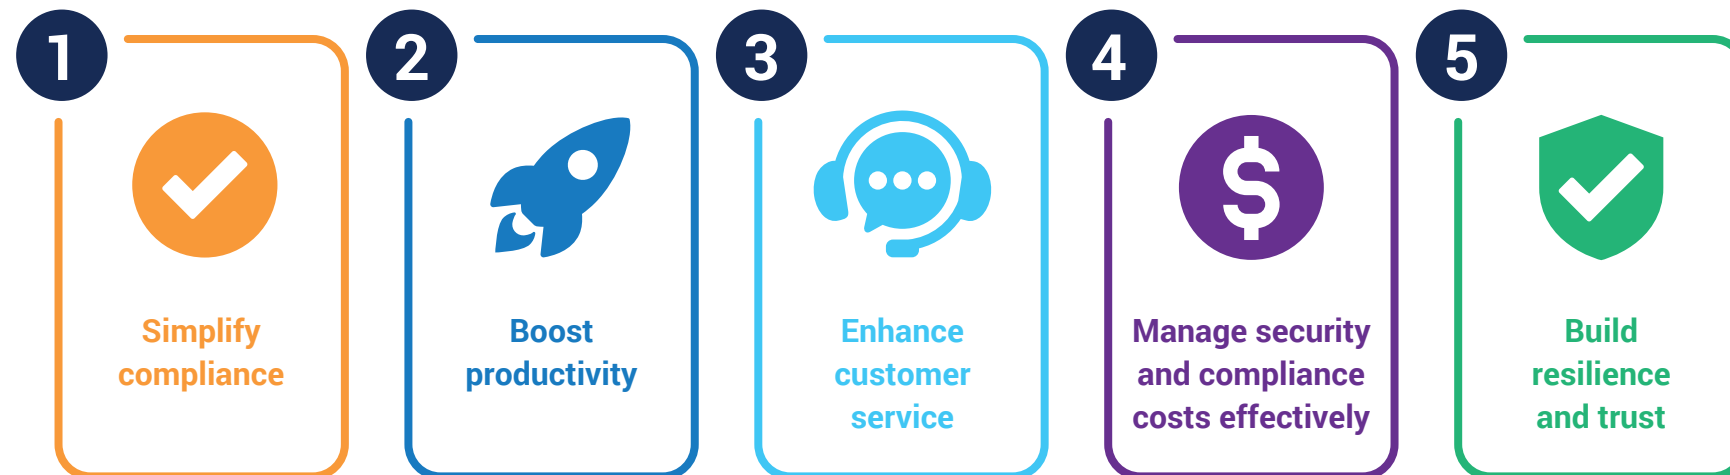 1
Simplify
compliance
2
Boost
productivity
3
Enhance
customer
service
4
$
Manage security
and compliance
costs effectively
5
Build
resilience
and trust